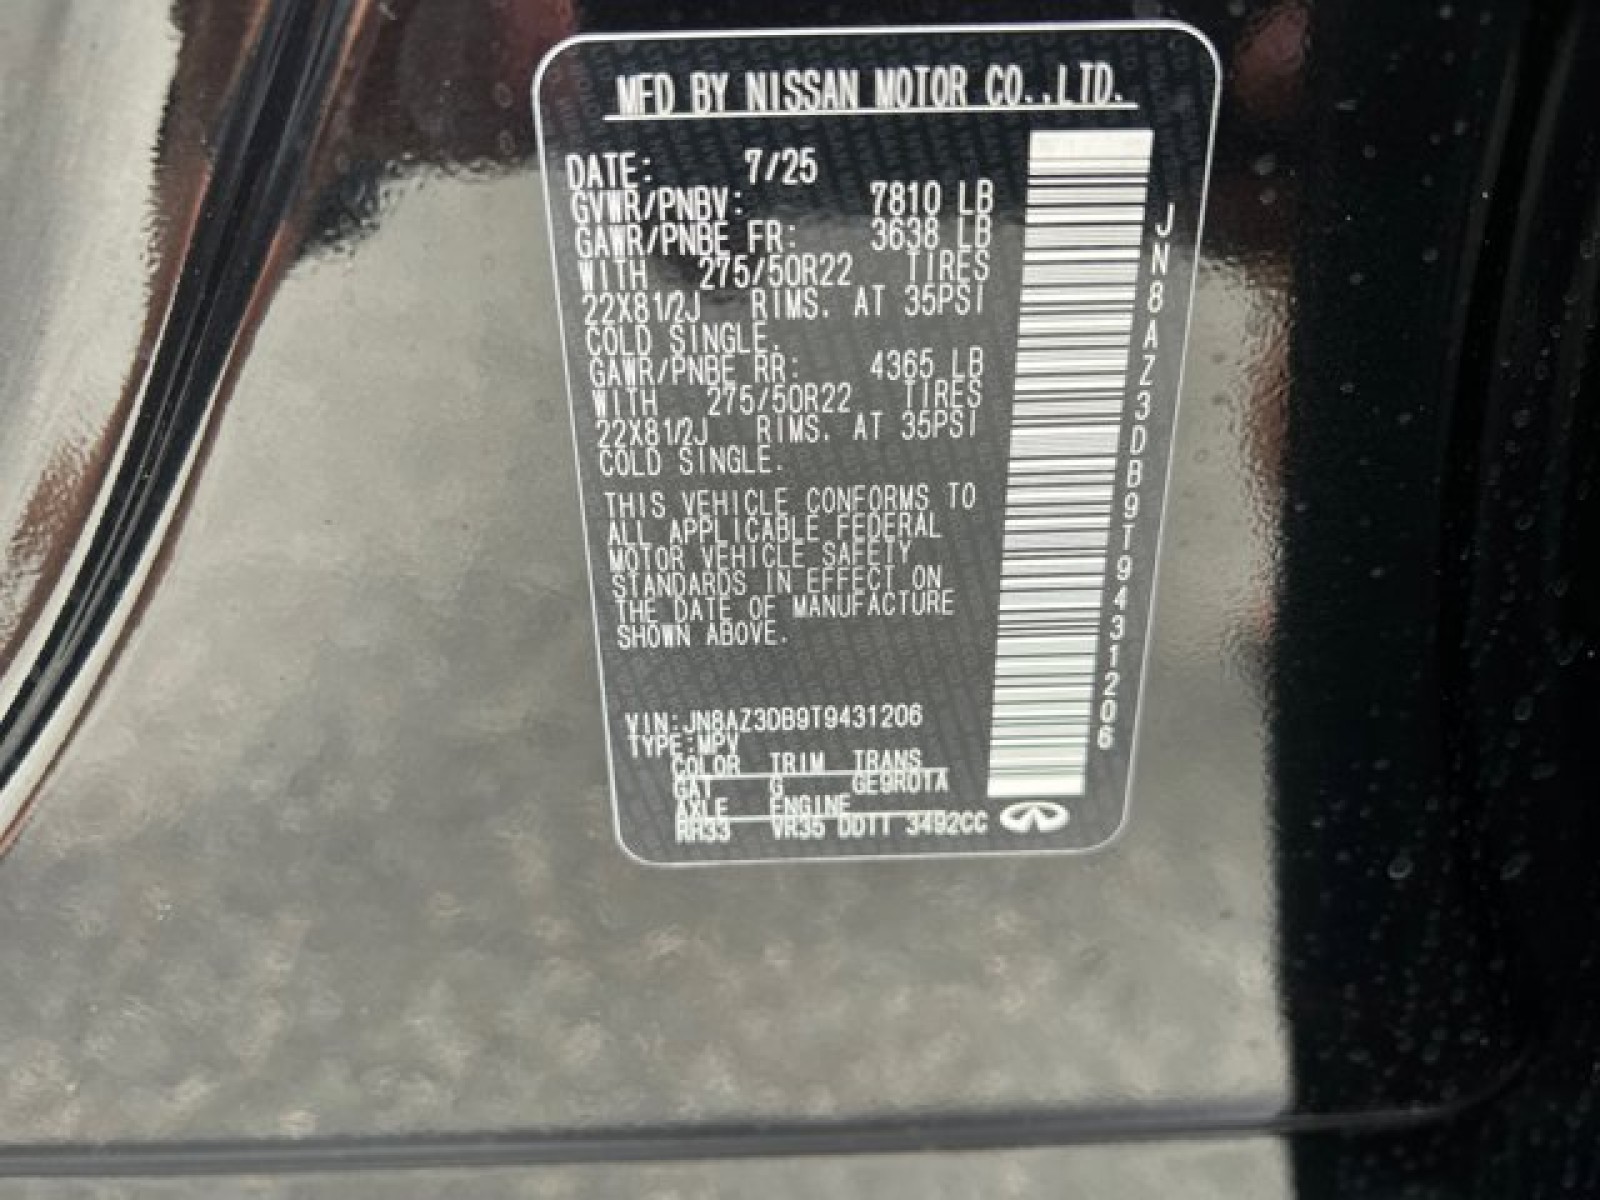 MFD BY NISSAN MOTOR CO.,LTD.
DATE: 7/25
GVWR/PNBV: 7810 LB
GAWR/PNBE FR: 3638 LB
WITH 275/50R22 TIRES
22X81/2J RIMS. AT 35PSI
COLD SINGLE.
GAWR/PNBE RR: 4365 LB
WITH 275/50R22 TIRES
22X81/2J RIMS. AT 35PSI
COLD SINGLE.
THIS VEHICLE CONFORMS TO
ALL APPLICABLE FEDERAL
MOTOR VEHICLE SAFETY
STANDARDS IN EFFECT ON
THE DATE OF MANUFACTURE
SHOWN ABOVE.
VIN:JN8AZ3DB9T9431206
TYPE:MPV
COLOR TRIM TRANS
GAT G GE9R01A
AXLE ENGINE
RH33 VR35 DDTT 3492CC
JN8AZ3DB9T9431206